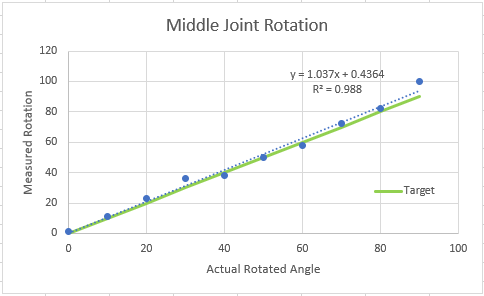 Middle Joint Rotation
120
100
80
60
40
20
0
Measured Rotation
y = 1.037x + 0.4364
R² = 0.988
Target
0 20 40 60 80 100
Actual Rotated Angle